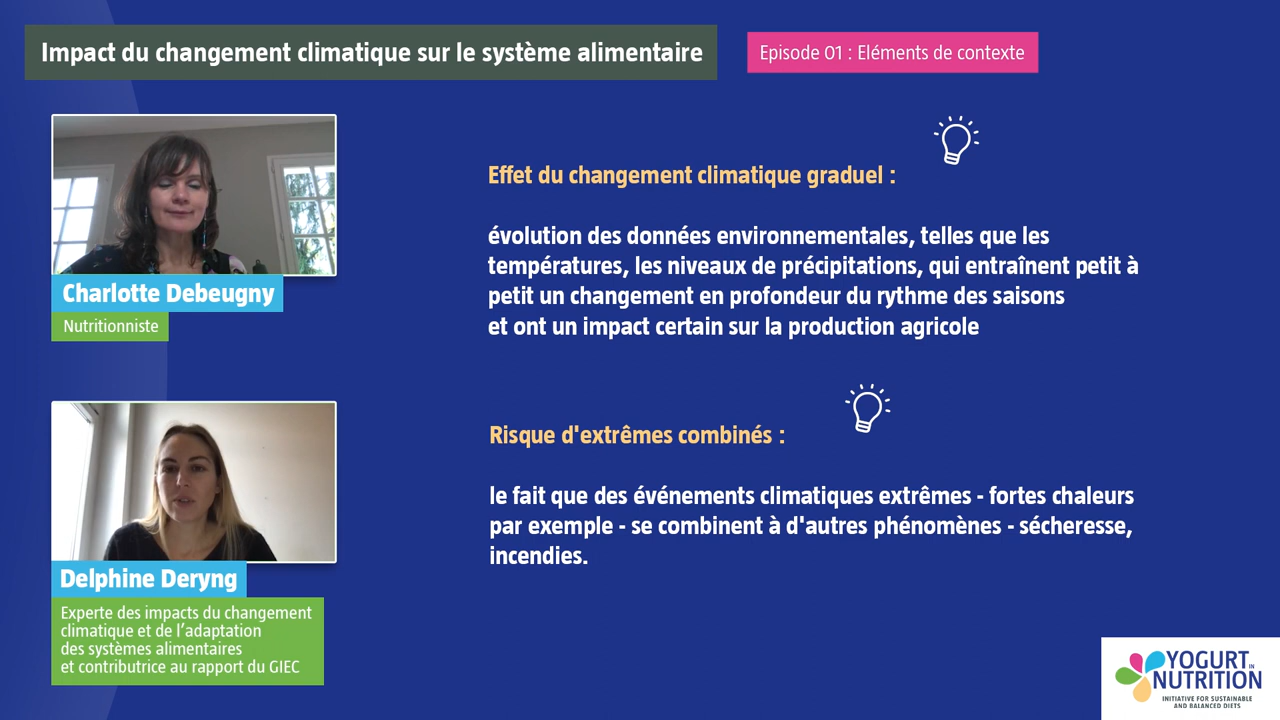 Impact du changement climatique sur le système alimentaire
Episode 01 : Eléments de contexte
Charlotte Debeugny
Nutritionniste
Effet du changement climatique graduel :
évolution des données environnementales, telles que les
températures, les niveaux de précipitations, qui entraînent petit à
petit un changement en profondeur du rythme des saisons
et ont un impact certain sur la production agricole
Delphine Deryng
Experte des impacts du changement
climatique et de l'adaptation
des systèmes alimentaires
et contributrice au rapport du GIEC
Risque d'extrêmes combinés :
le fait que des événements climatiques extrêmes - fortes chaleurs
par exemple - se combinent à d'autres phénomènes - sécheresse,
incendies.
YOGURT IN
NUTRITION
INITIATIVE FOR SUSTAINABLE
AND BALANCED DIETS